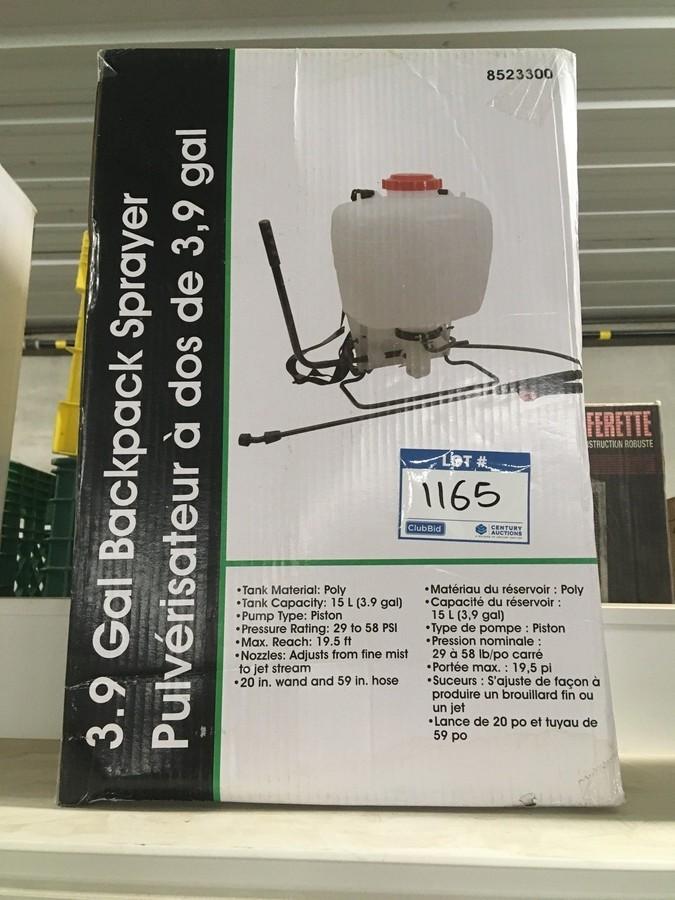 8523300
3.9 Gal Backpack Sprayer
Pulvérisateur à dos de 3,9 gal
FERETTE
STRUCTION ROBUSTE
LOT #
1165
ClubBid
CENTURY
AUCTIONS
•Tank Material: Poly
•Tank Capacity: 15 L (3.9 gal)
•Pump Type: Piston
•Pressure Rating: 29 to 58 PSI
•Max. Reach: 19.5 ft
•Nozzles: Adjusts from fine mist
to jet stream
•20 in. wand and 59 in. hose
•Matériau du réservoir : Poly
•Capacité du réservoir :
15 L (3,9 gal)
•Type de pompe : Piston
•Pression nominale :
29 à 58 lb/po carré
•Portée max. : 19,5 pi
•Suceurs : S'ajuste de façon à
produire un brouillard fin ou
un jet
•Lance de 20 po et tuyau de
59 po